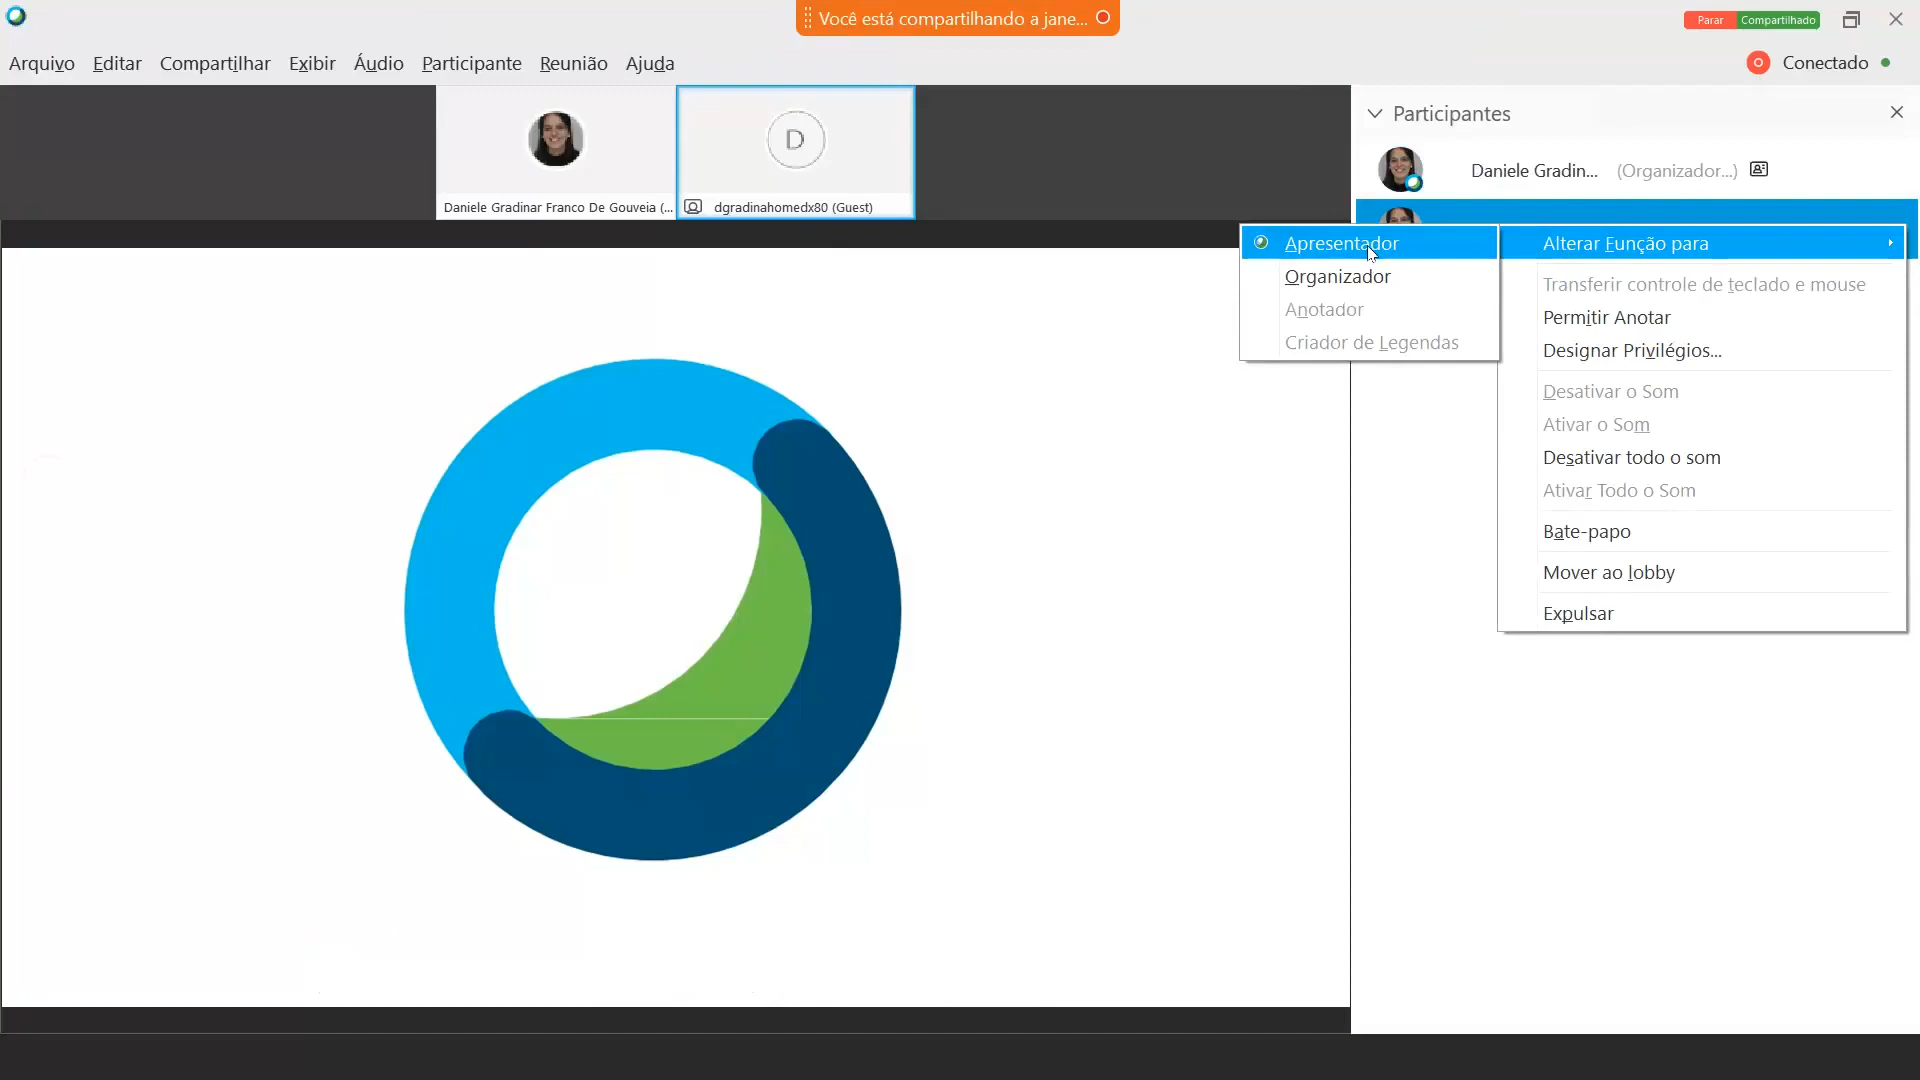 Você está compartilhando a jane...
Parar Compartilhado
Arquivo Editar Compartilhar Exibir Áudio Participante Reunião Ajuda
Conectado
Participantes
Daniele Gradin... (Organizador...)
D
Daniele Gradinar Franco De Gouveia (...
dgradinahomedx80 (Guest)
Apresentador
Organizador
Anotador
Criador de Legendas
Alterar Função para
Transferir controle de teclado e mouse
Permitir Anotar
Designar Privilégios...
Desativar o Som
Ativar o Som
Desativar todo o som
Ativar Todo o Som
Bate-papo
Mover ao lobby
Expulsar